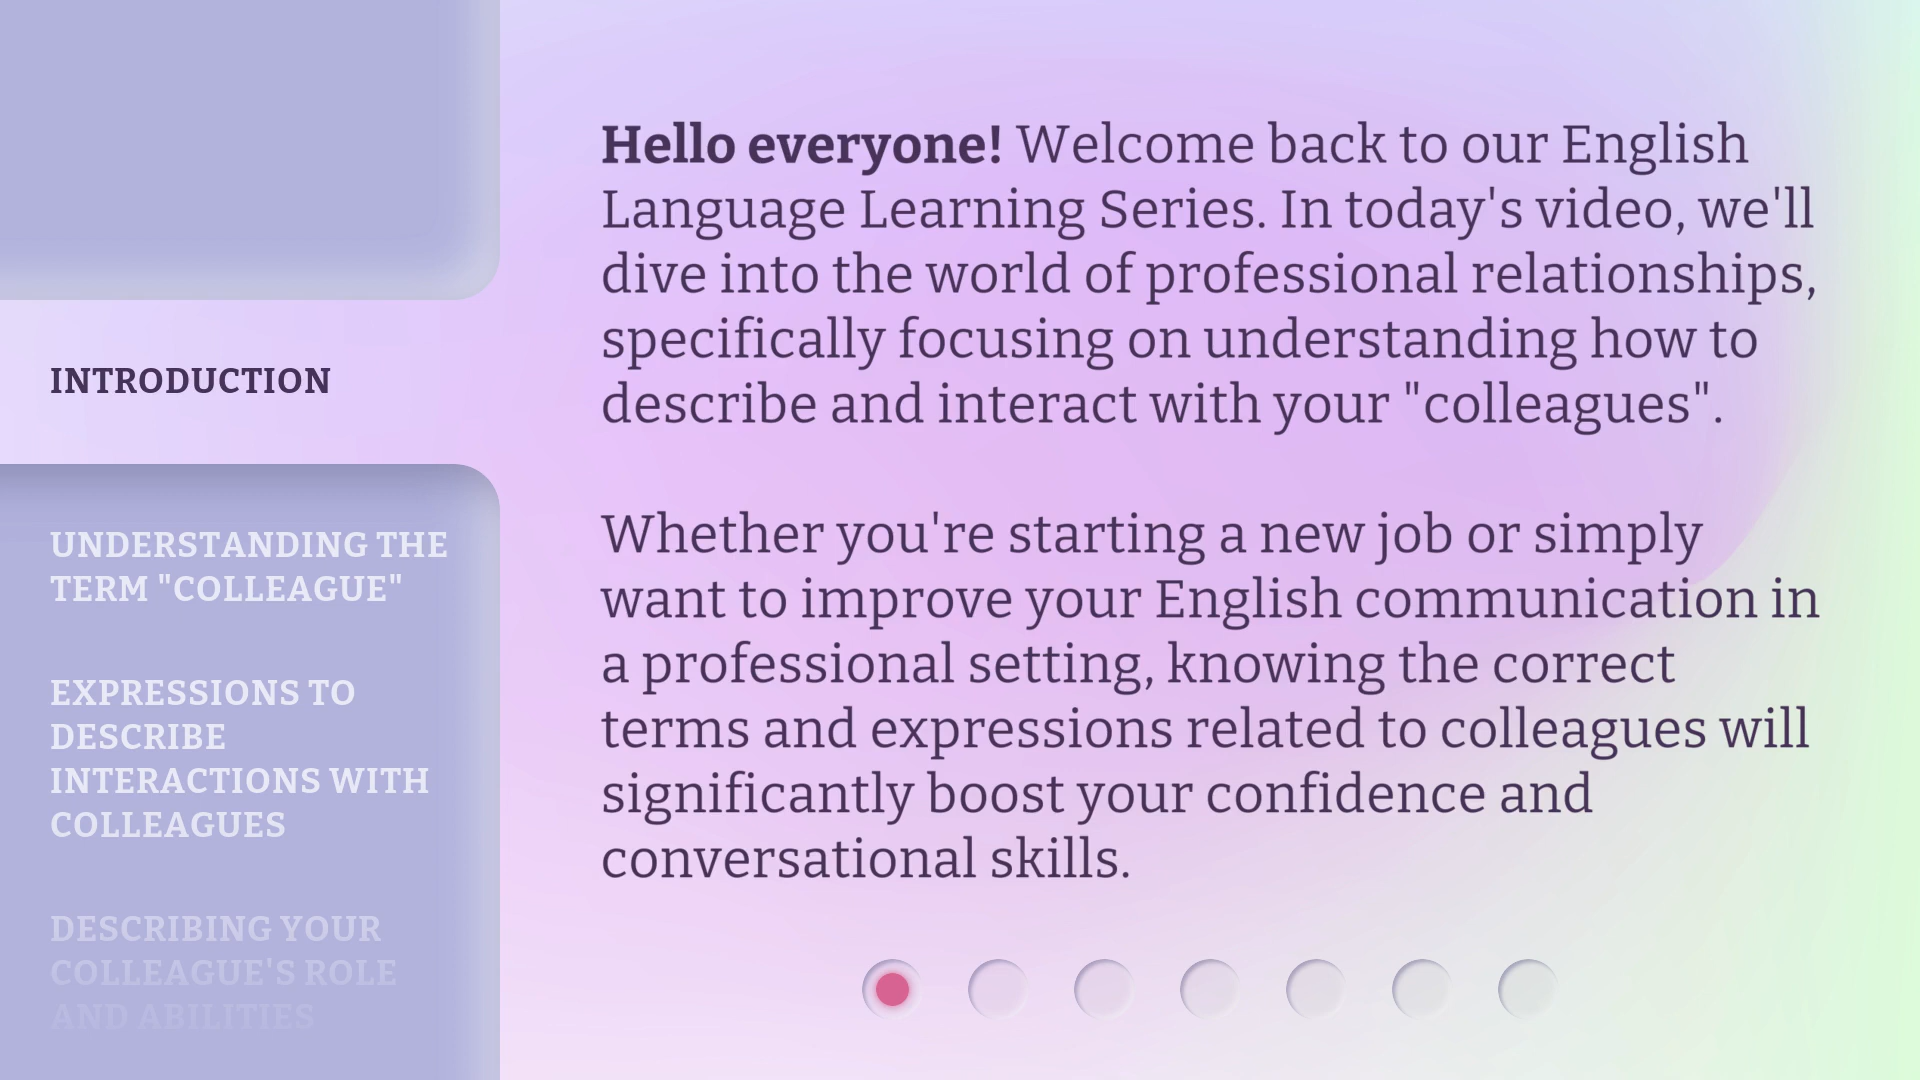 INTRODUCTION
UNDERSTANDING THE
TERM "COLLEAGUE"
EXPRESSIONS TO
DESCRIBE
INTERACTIONS WITH
COLLEAGUES
DESCRIBING YOUR
COLLEAGUE'S ROLE
AND ABILITIES
Hello everyone! Welcome back to our English
Language Learning Series. In today's video, we'll
dive into the world of professional relationships,
specifically focusing on understanding how to
describe and interact with your "colleagues".
Whether you're starting a new job or simply
want to improve your English communication in
a professional setting, knowing the correct
terms and expressions related to colleagues will
significantly boost your confidence and
conversational skills.